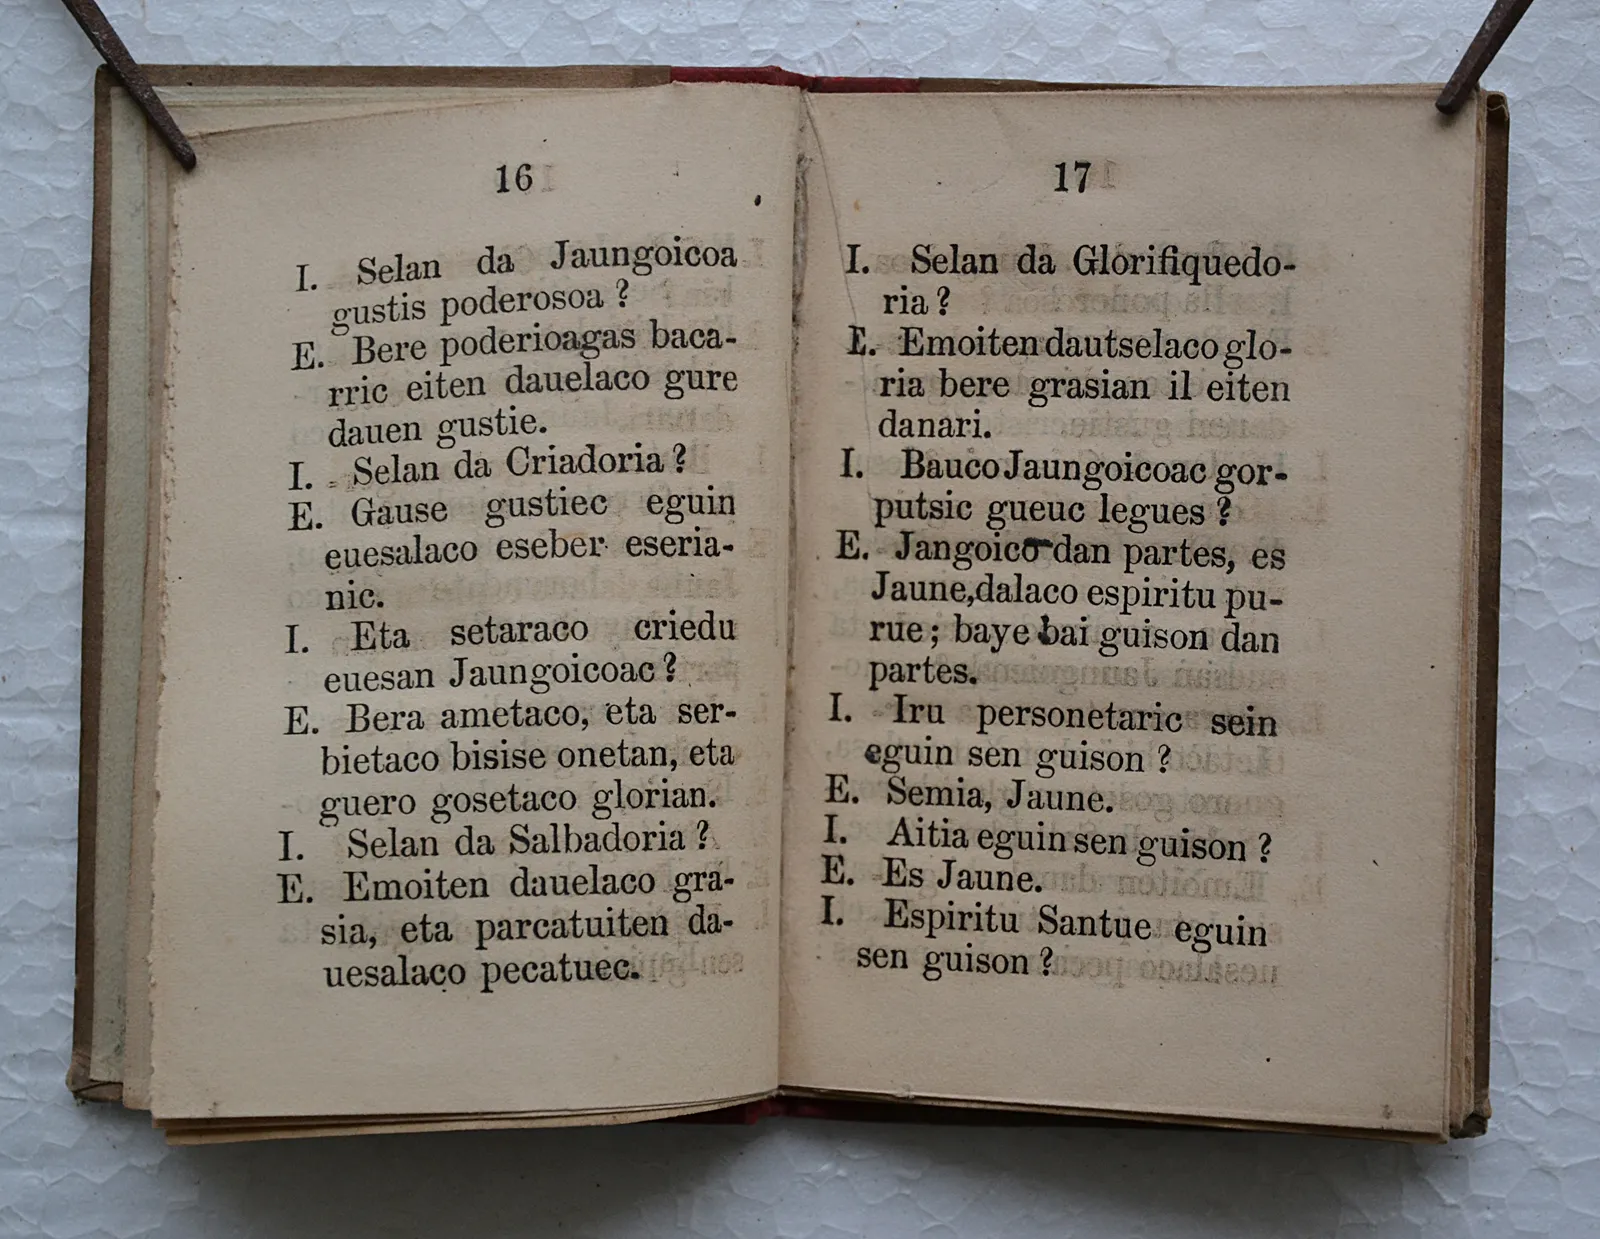 16
I. Selan da Jaungoicoa
gustis poderosoa ?
E. Bere poderioagas baca-
rric eiten dauelaco gure
dauen gustie.
I. Selan da Criadoria ?
E. Gause gustiec eguin
euesalaco eseber eseria-
nic.
I. Eta setaraco criedu
euesan Jaungoicoac ?
E. Bera ametaco, eta ser-
bietaco bisise onetan, eta
guero gosetaco glorian.
I. Selan da Salbadoria ?
E. Emoiten dauelaco gra-
sia, eta parcatuiten da-
uesalaco pecatuec.
17
I. Selan da Glorifiquedo-
ria ?
E. Emoiten dautselaco glo-
ria bere grasian il eiten
danari.
I. Bauco Jaungoicoac gor-
putsic gueuc legues ?
E. Jangoico dan partes, es
Jaune, dalaco espiritu pu-
rue ; baye bai guison dan
partes.
I. Iru personetaric sein
eguin sen guison ?
E. Semia, Jaune.
I. Aitia eguin sen guison ?
E. Es Jaune.
I. Espiritu Santue eguin
sen guison ?